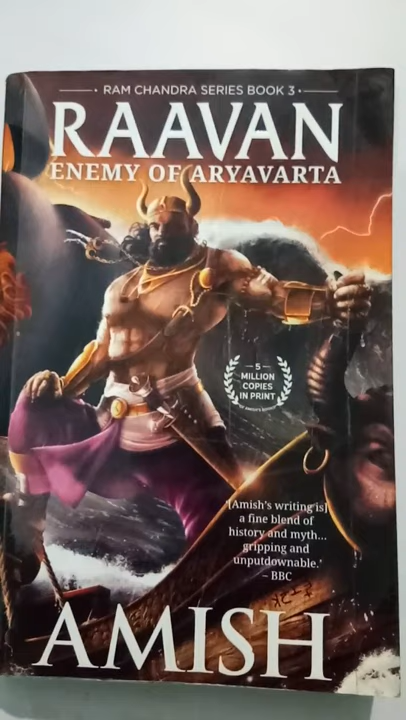 RAM CHANDRA SERIES BOOK 3
RAAVAN
ENEMY OF ARYAVARTA
5
MILLION
COPIES
IN PRINT
'[Amish's writing is]
a fine blend of
history and myth...
gripping and
unputdownable.'
– BBC
AMISH